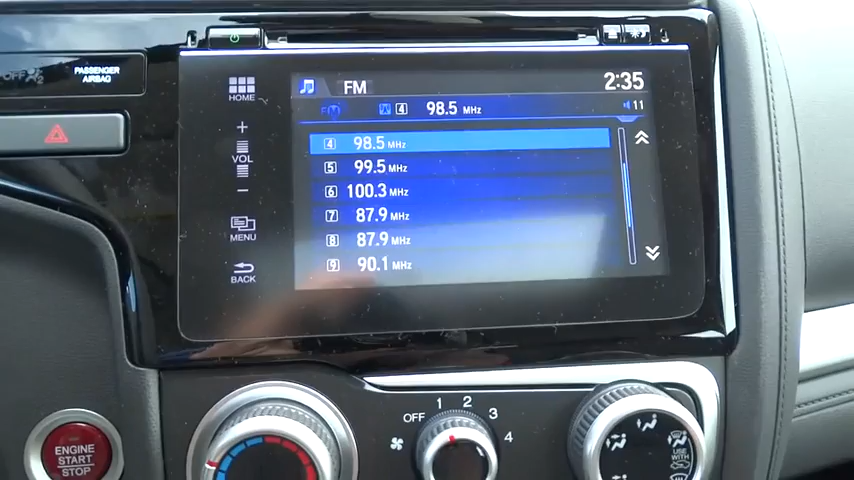 OFF
PASSENGER
AIRBAG
HOME
VOL
MENU
BACK
FM
2:35
FM 4 98.5 MHz
11
4 98.5 MHz
5 99.5 MHz
6 100.3 MHz
7 87.9 MHz
8 87.9 MHz
9 90.1 MHz
ENGINE
START
STOP
OFF 1 2 3 4
USE
WITH